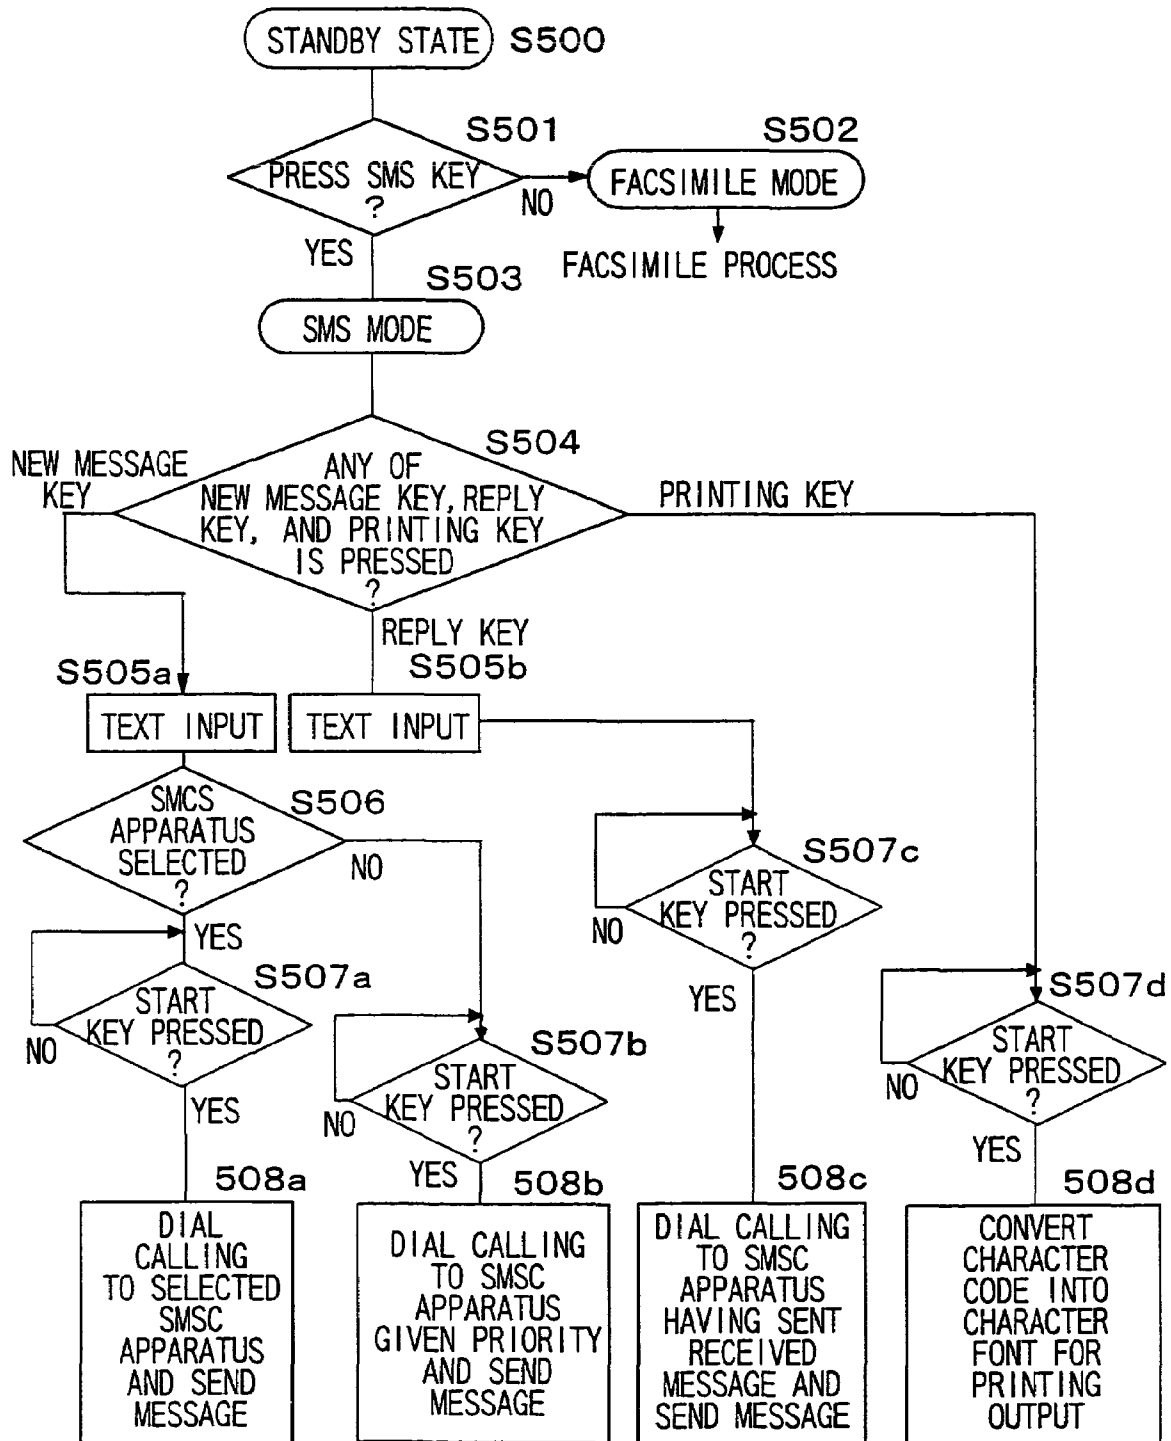 STANDBY STATE
S500
S501
PRESS SMS KEY
?
NO
YES
S502
FACSIMILE MODE
FACSIMILE PROCESS
S503
SMS MODE
S504
ANY OF
NEW MESSAGE KEY, REPLY
KEY, AND PRINTING KEY
IS PRESSED
?
NEW MESSAGE
KEY
PRINTING KEY
REPLY KEY
S505a
TEXT INPUT
S505b
TEXT INPUT
S506
SMCS
APPARATUS
SELECTED
?
NO
YES
S507a
START
KEY PRESSED
?
NO
YES
S507b
START
KEY PRESSED
?
NO
YES
S507c
START
KEY PRESSED
?
NO
YES
S507d
START
KEY PRESSED
?
NO
YES
508a
DIAL
CALLING
TO SELECTED
SMSC
APPARATUS
AND SEND
MESSAGE
508b
DIAL CALLING
TO SMSC
APPARATUS
GIVEN PRIORITY
AND SEND
MESSAGE
508c
DIAL CALLING
TO SMSC
APPARATUS
HAVING SENT
RECEIVED
MESSAGE AND
SEND MESSAGE
508d
CONVERT
CHARACTER
CODE INTO
CHARACTER
FONT FOR
PRINTING
OUTPUT